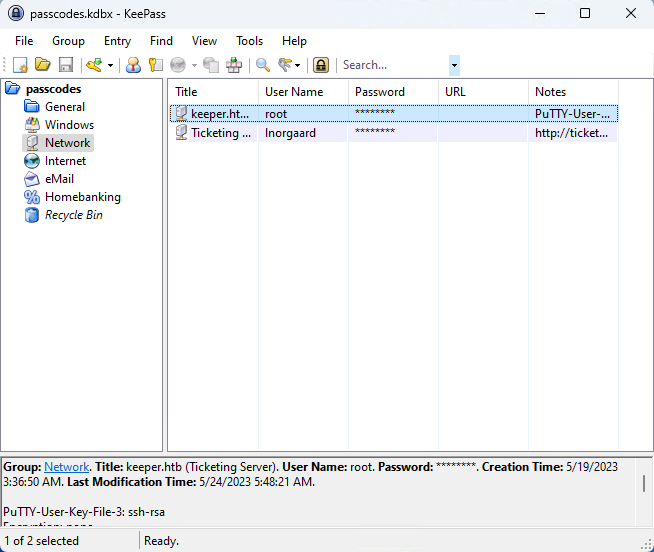 passcodes.kdbx - KeePass
File Group Entry Find View Tools Help
Search...
passcodes
General
Windows
Network
Internet
eMail
Homebanking
Recycle Bin
Title User Name Password URL Notes
keeper.ht... root ******** PuTTY-User-...
Ticketing ... lnorgaard ******** http://ticket...
Group: Network. Title: keeper.htb (Ticketing Server). User Name: root. Password: ********. Creation Time: 5/19/2023
3:36:50 AM. Last Modification Time: 5/24/2023 5:48:21 AM.
PuTTY-User-Key-File-3: ssh-rsa
Encryption: none
1 of 2 selected Ready.